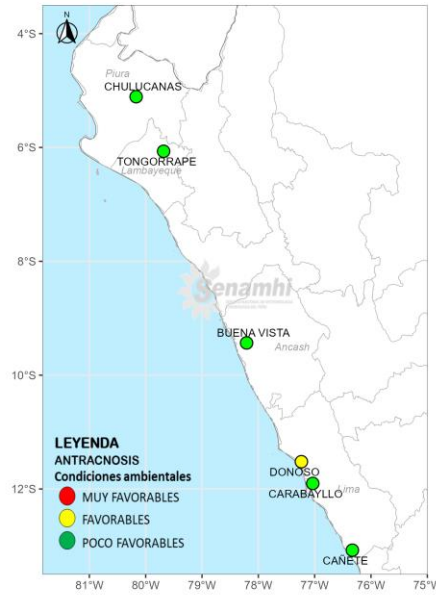 N
4°S
Piura
CHULUCANAS
6°S
TONGORRAPE
Lambayeque
8°S
Senamhi
BUENA VISTA
Ancash
10°S
LEYENDA
ANTRACNOSIS
Condiciones ambientales
MUY FAVORABLES
FAVORABLES
POCO FAVORABLES
DONOSO
12°S
CARABAYLLO
Lima
CAÑETE
81°W 80°W 79°W 78°W 77°W 76°W 75°W